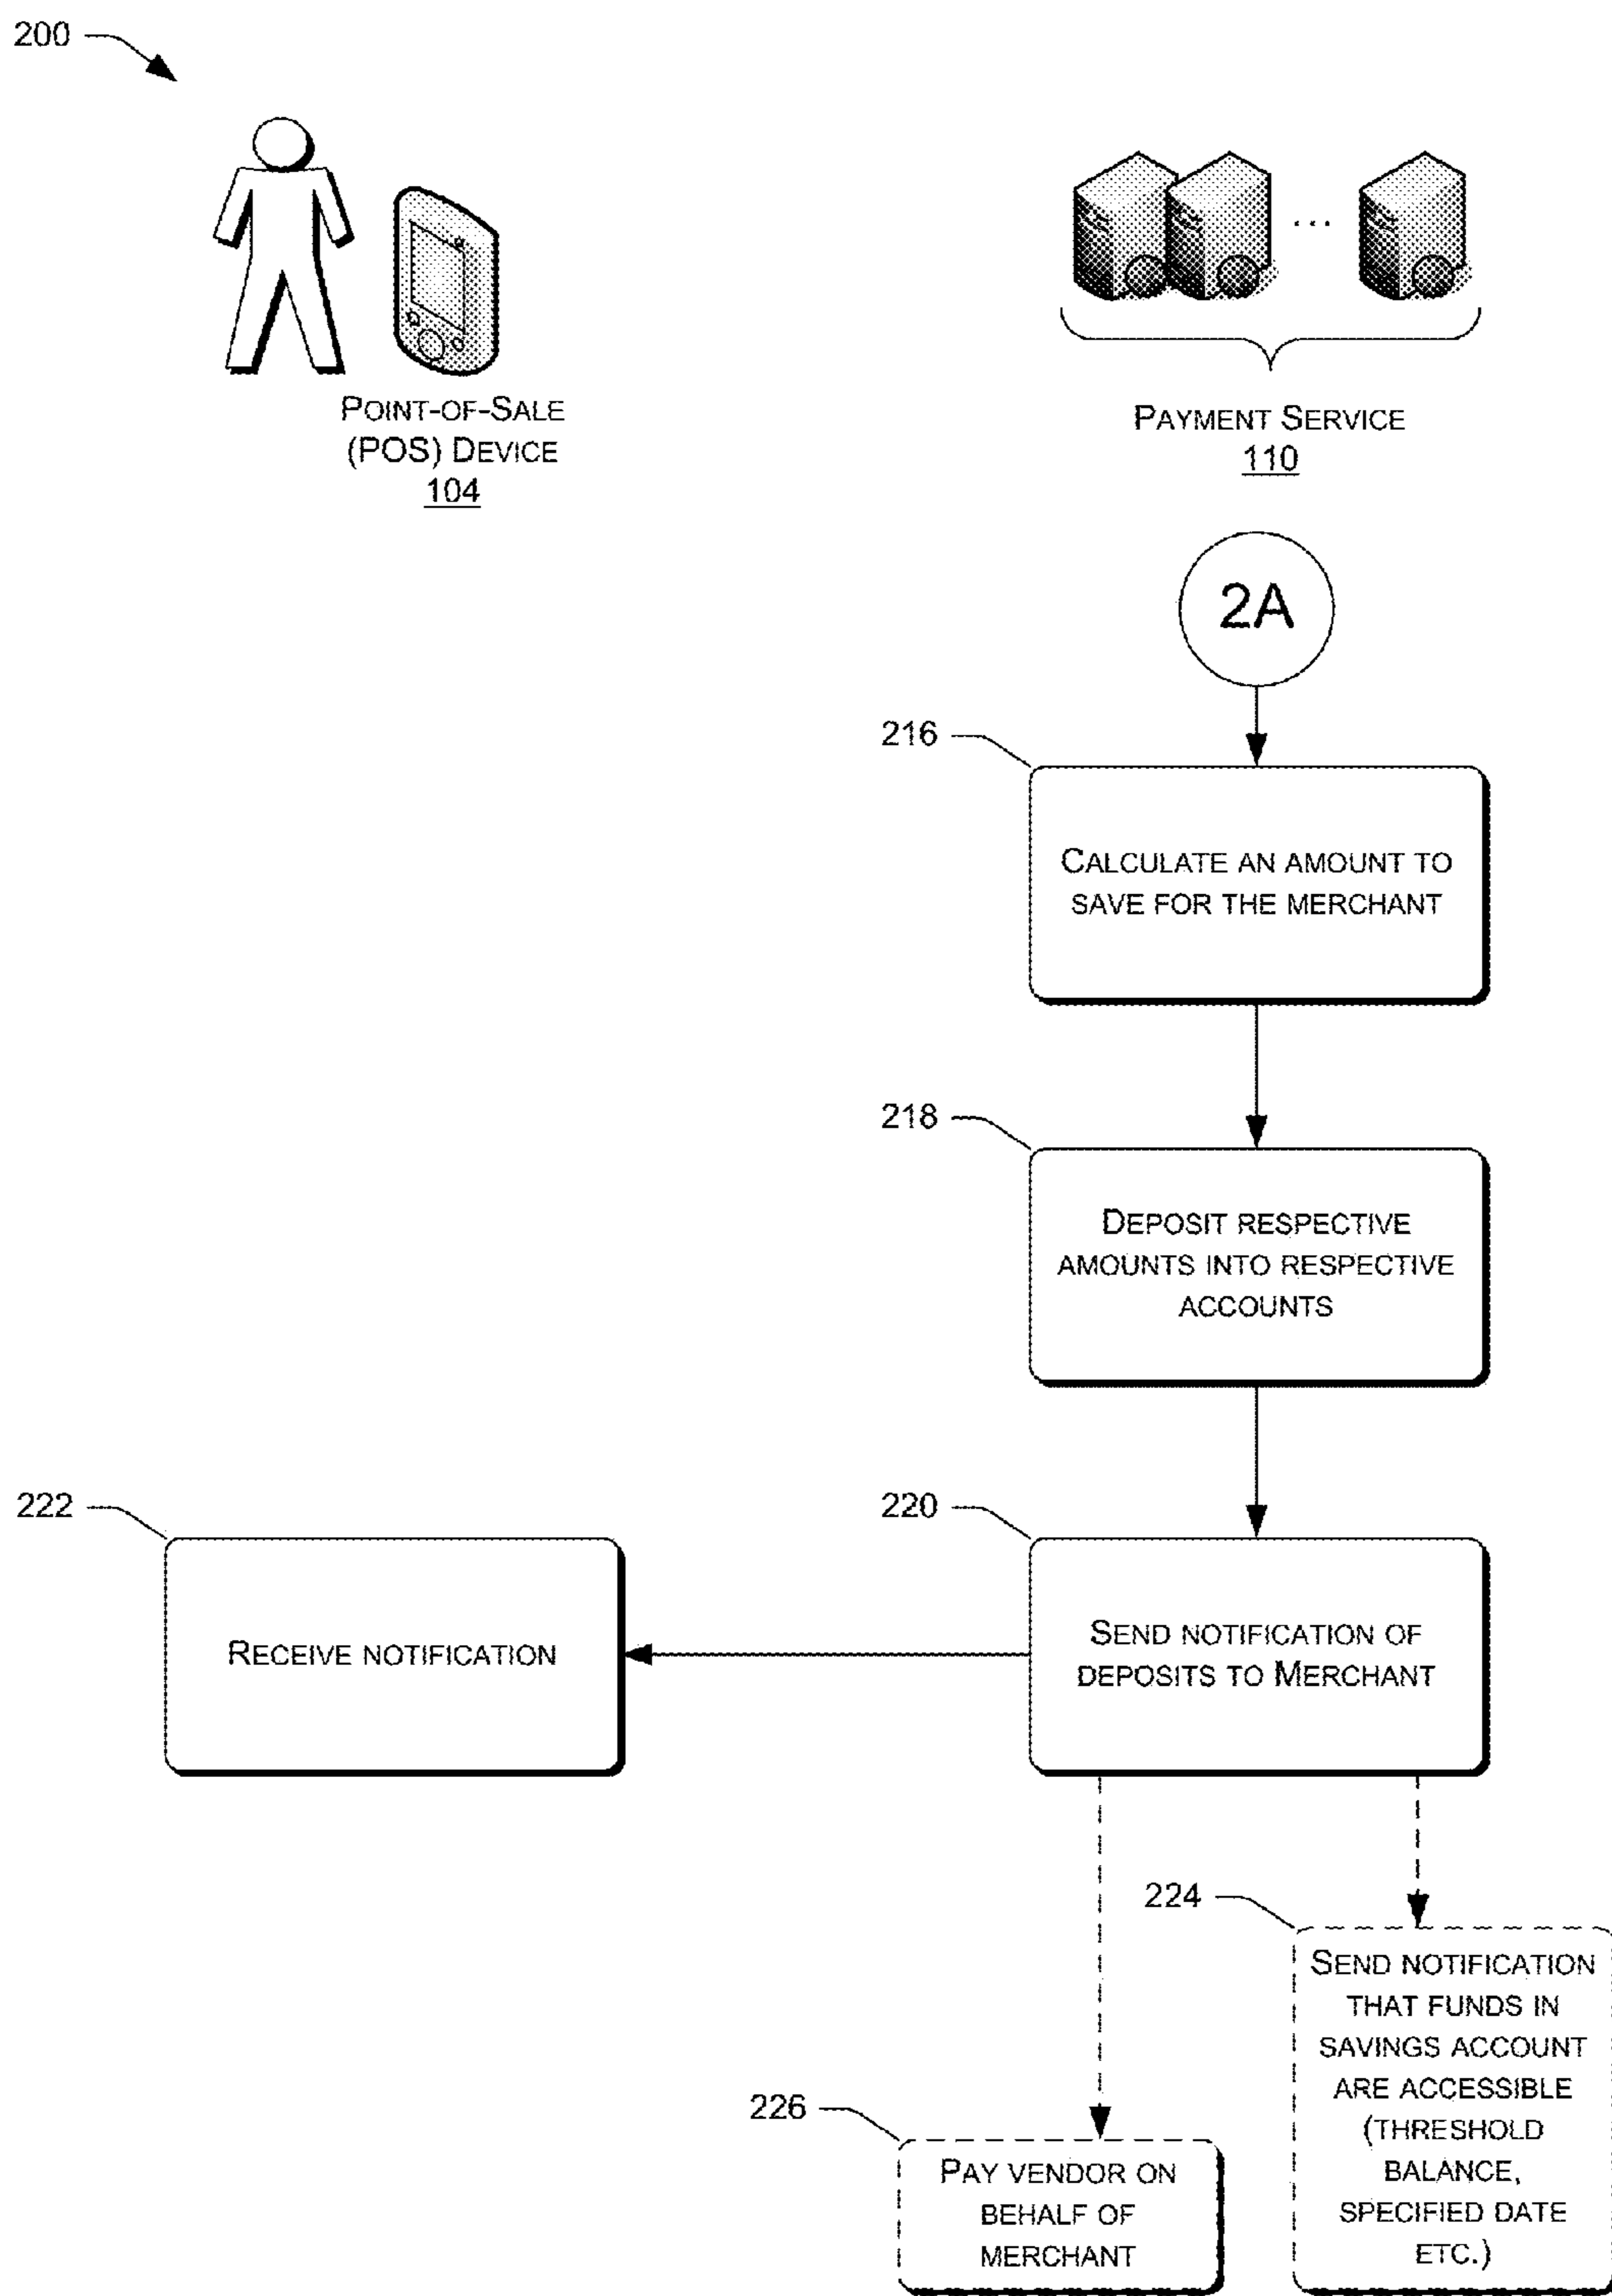 200
POINT-OF-SALE
(POS) DEVICE
104
PAYMENT SERVICE
110
2A
216
CALCULATE AN AMOUNT TO
SAVE FOR THE MERCHANT
218
DEPOSIT RESPECTIVE
AMOUNTS INTO RESPECTIVE
ACCOUNTS
222
RECEIVE NOTIFICATION
220
SEND NOTIFICATION OF
DEPOSITS TO MERCHANT
224
SEND NOTIFICATION
THAT FUNDS IN
SAVINGS ACCOUNT
ARE ACCESSIBLE
(THRESHOLD
BALANCE,
SPECIFIED DATE
ETC.)
226
PAY VENDOR ON
BEHALF OF
MERCHANT